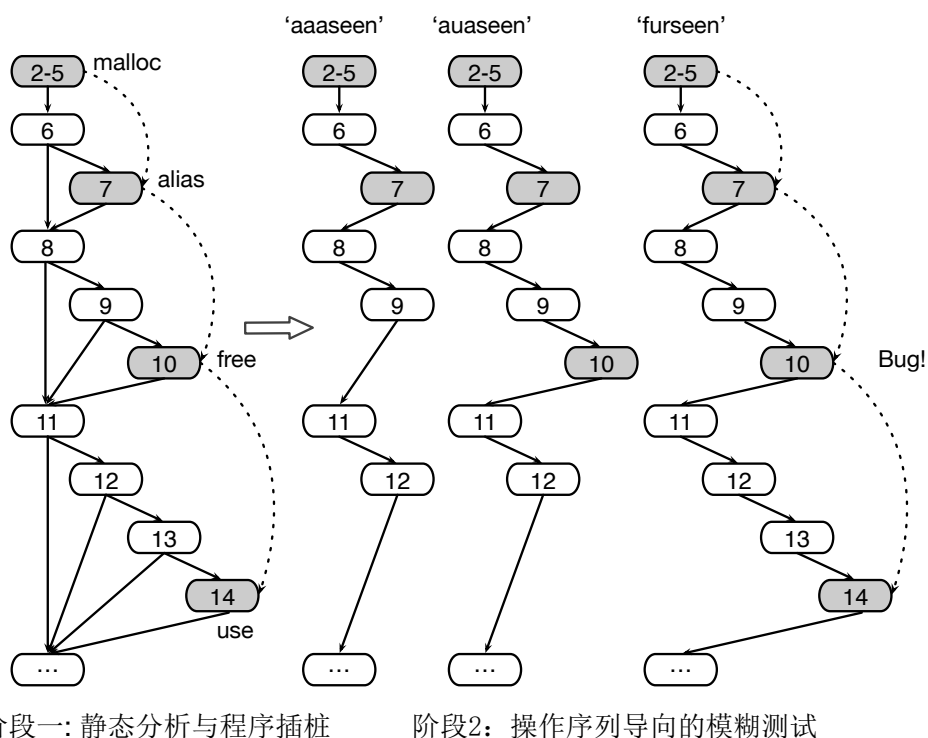 ‘aaaseen’ ‘auaseen’ ‘furseen’
2-5 malloc 2-5 2-5 2-5
6 6 6 6
7 alias 7 7 7
8 8 8 8
9 9 9 9
10 free 10 10 Bug!
11 11 11 11
12 12 12 12
13 13
14 14
use
... ... ... ...
阶段一: 静态分析与程序插桩 阶段2: 操作序列导向的模糊测试